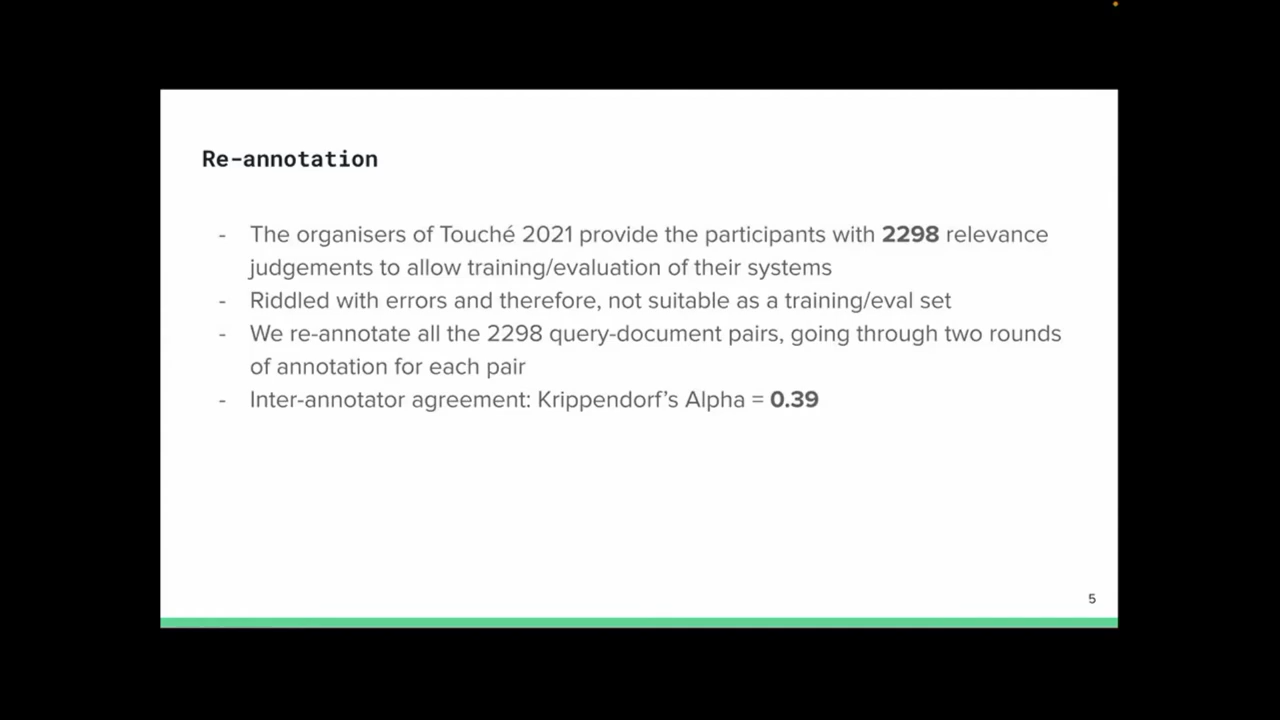 Re-annotation
- The organisers of Touché 2021 provide the participants with 2298 relevance
judgements to allow training/evaluation of their systems
- Riddled with errors and therefore, not suitable as a training/eval set
- We re-annotate all the 2298 query-document pairs, going through two rounds
of annotation for each pair
- Inter-annotator agreement: Krippendorf’s Alpha = 0.39
5